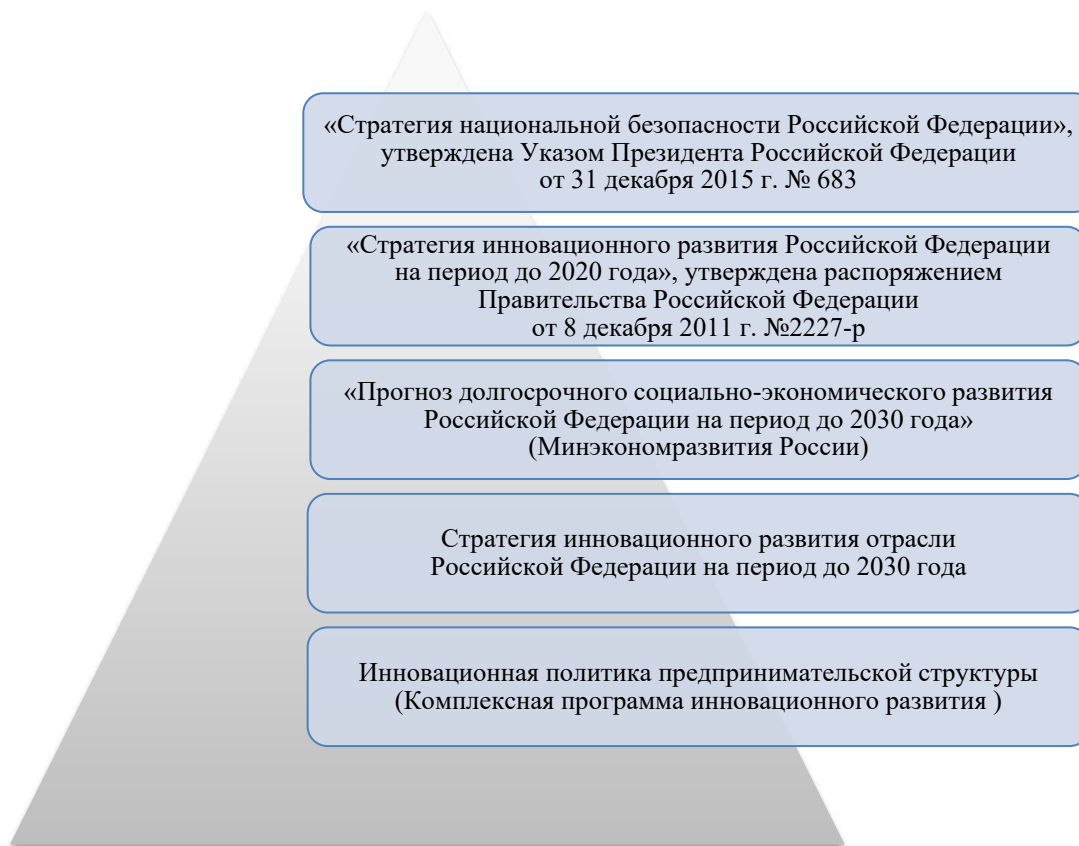 «Стратегия национальной безопасности Российской Федерации»,
утверждена Указом Президента Российской Федерации
от 31 декабря 2015 г. № 683
«Стратегия инновационного развития Российской Федерации
на период до 2020 года», утверждена распоряжением
Правительства Российской Федерации
от 8 декабря 2011 г. №2227-р
«Прогноз долгосрочного социально-экономического развития
Российской Федерации на период до 2030 года»
(Минэкономразвития России)
Стратегия инновационного развития отрасли
Российской Федерации на период до 2030 года
Инновационная политика предпринимательской структуры
(Комплексная программа инновационного развития )